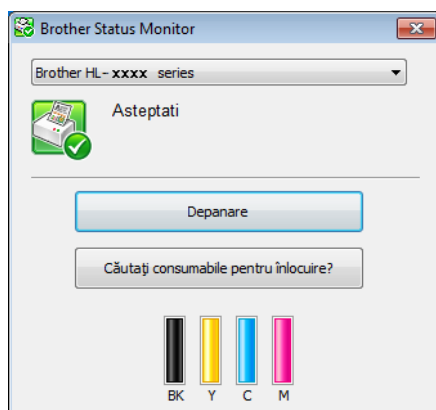 Brother Status Monitor
Brother HL-xxxx series
Asteptati
Depanare
Căutaţi consumabile pentru înlocuire?
BK Y C M